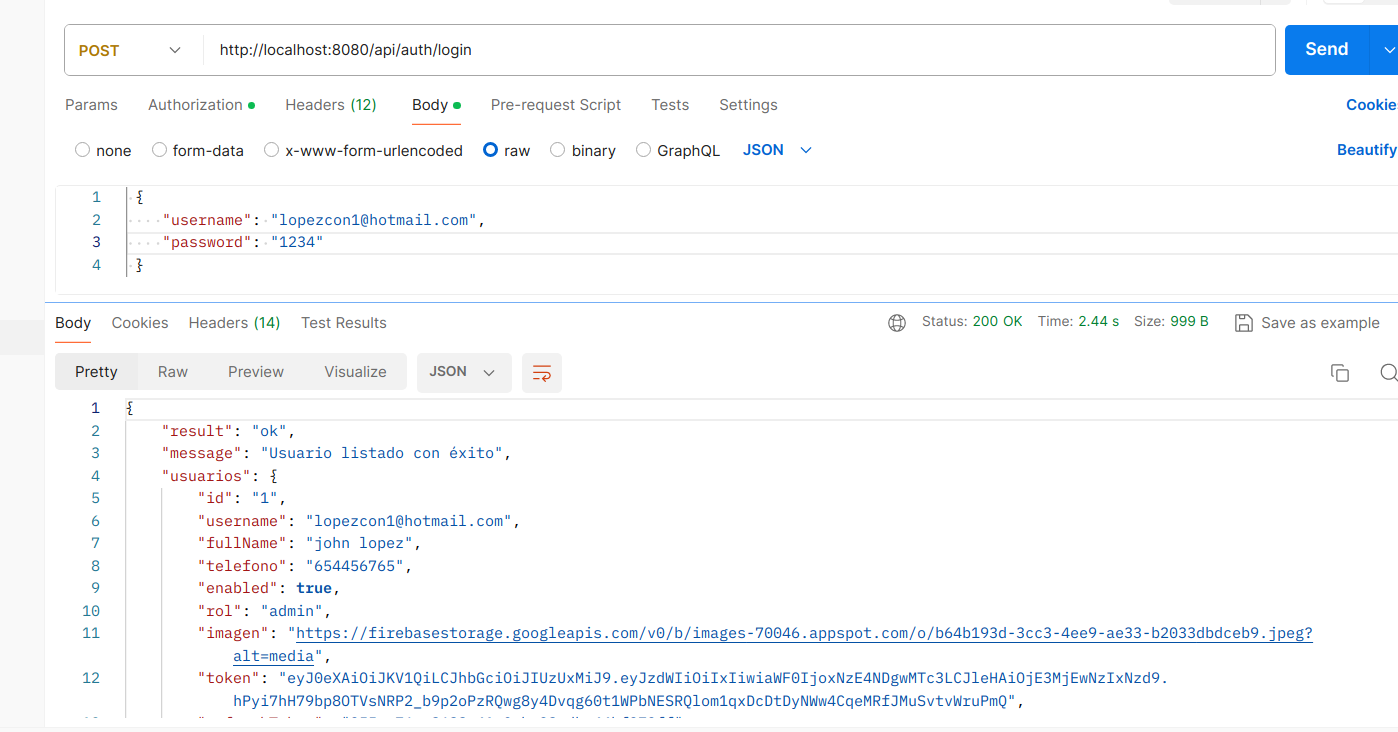 POST http://localhost:8080/api/auth/login Send
Params Authorization Headers (12) Body Pre-request Script Tests Settings Cookie
none form-data x-www-form-urlencoded raw binary GraphQL JSON Beautify
1 {
2 "username": "lopezcon1@hotmail.com",
3 "password": "1234"
4 }
Body Cookies Headers (14) Test Results Status: 200 OK Time: 2.44 s Size: 999 B Save as example
Pretty Raw Preview Visualize JSON
1 {
2 "result": "ok",
3 "message": "Usuario listado con éxito",
4 "usuarios": {
5 "id": "1",
6 "username": "lopezcon1@hotmail.com",
7 "fullName": "john lopez",
8 "telefono": "654456765",
9 "enabled": true,
10 "rol": "admin",
11 "imagen": "https://firebasestorage.googleapis.com/v0/b/images-70046.appspot.com/o/b64b193d-3cc3-4ee9-ae33-b2033dbdceb9.jpeg?
alt=media",
12 "token": "eyJ0eXAiOiJKV1QiLCJhbGciOiJIUzUxMiJ9.eyJzdWIiOiIxIiwiaWF0IjoxNzE4NDgwMTc3LCJleHAiOjE3MjEwNzIxNzd9.
hPyi7hH79bp8OTVsNRP2_b9p2oPzRQwg8y4Dvqg60t1WPbNESRQlom1qxDcDtDyNWw4CqeMRfJMuSvtvWruPmQ",